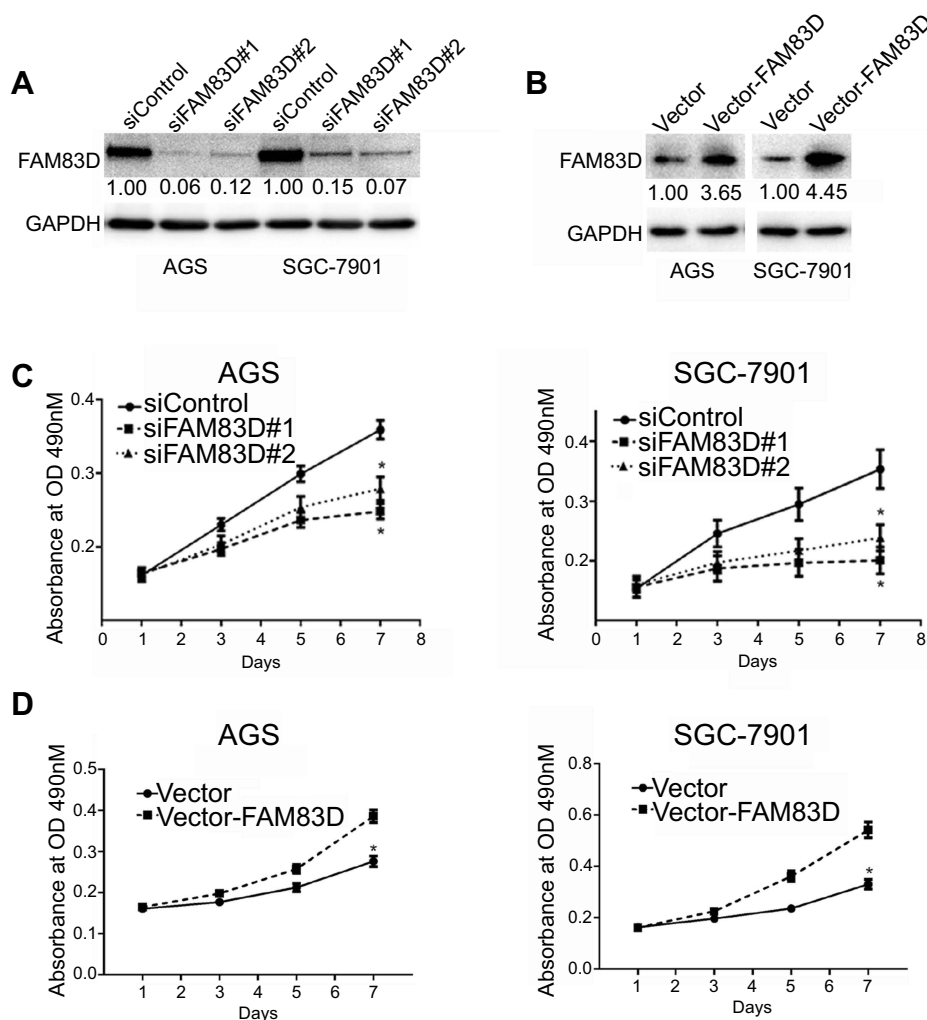 A
siControl siFAM83D#1 siFAM83D#2 siControl siFAM83D#1 siFAM83D#2
FAM83D
1.00 0.06 0.12 1.00 0.15 0.07
GAPDH
AGS SGC-7901
B
Vector Vector-FAM83D Vector Vector-FAM83D
FAM83D
1.00 3.65 1.00 4.45
GAPDH
AGS SGC-7901
C
AGS
Absorbance at OD 490nM
0.4
0.3
0.2
siControl
siFAM83D#1
siFAM83D#2
*
*
0 1 2 3 4 5 6 7 8
Days
SGC-7901
Absorbance at OD 490nM
0.4
0.3
0.2
siControl
siFAM83D#1
siFAM83D#2
*
*
0 1 2 3 4 5 6 7 8
Days
D
AGS
Absorbance at OD 490nM
0.5
0.4
0.3
0.2
0.1
0.0
Vector
Vector-FAM83D
*
1 2 3 4 5 6 7
Days
SGC-7901
Absorbance at OD 490nM
0.8
0.6
0.4
0.2
0.0
Vector
Vector-FAM83D
*
1 2 3 4 5 6 7
Days